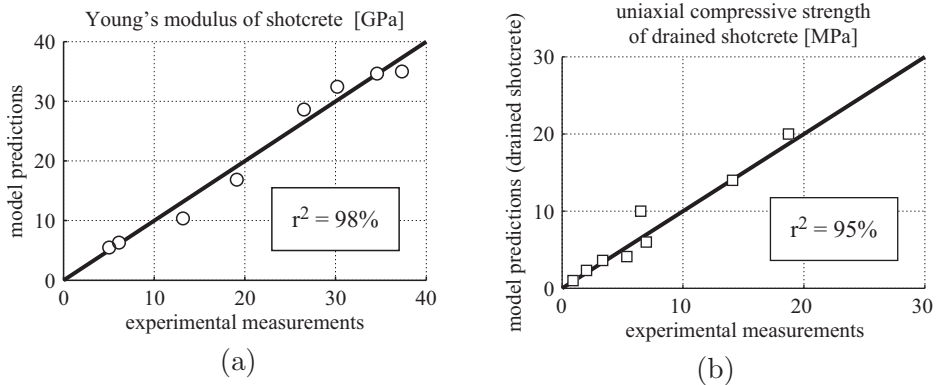 Young's modulus of shotcrete [GPa]
40
30
20
10
0
model predictions
r² = 98%
0 10 20 30 40
experimental measurements
(a)
uniaxial compressive strength
of drained shotcrete [MPa]
30
20
10
0
model predictions (drained shotcrete)
r² = 95%
0 10 20 30
experimental measurements
(b)